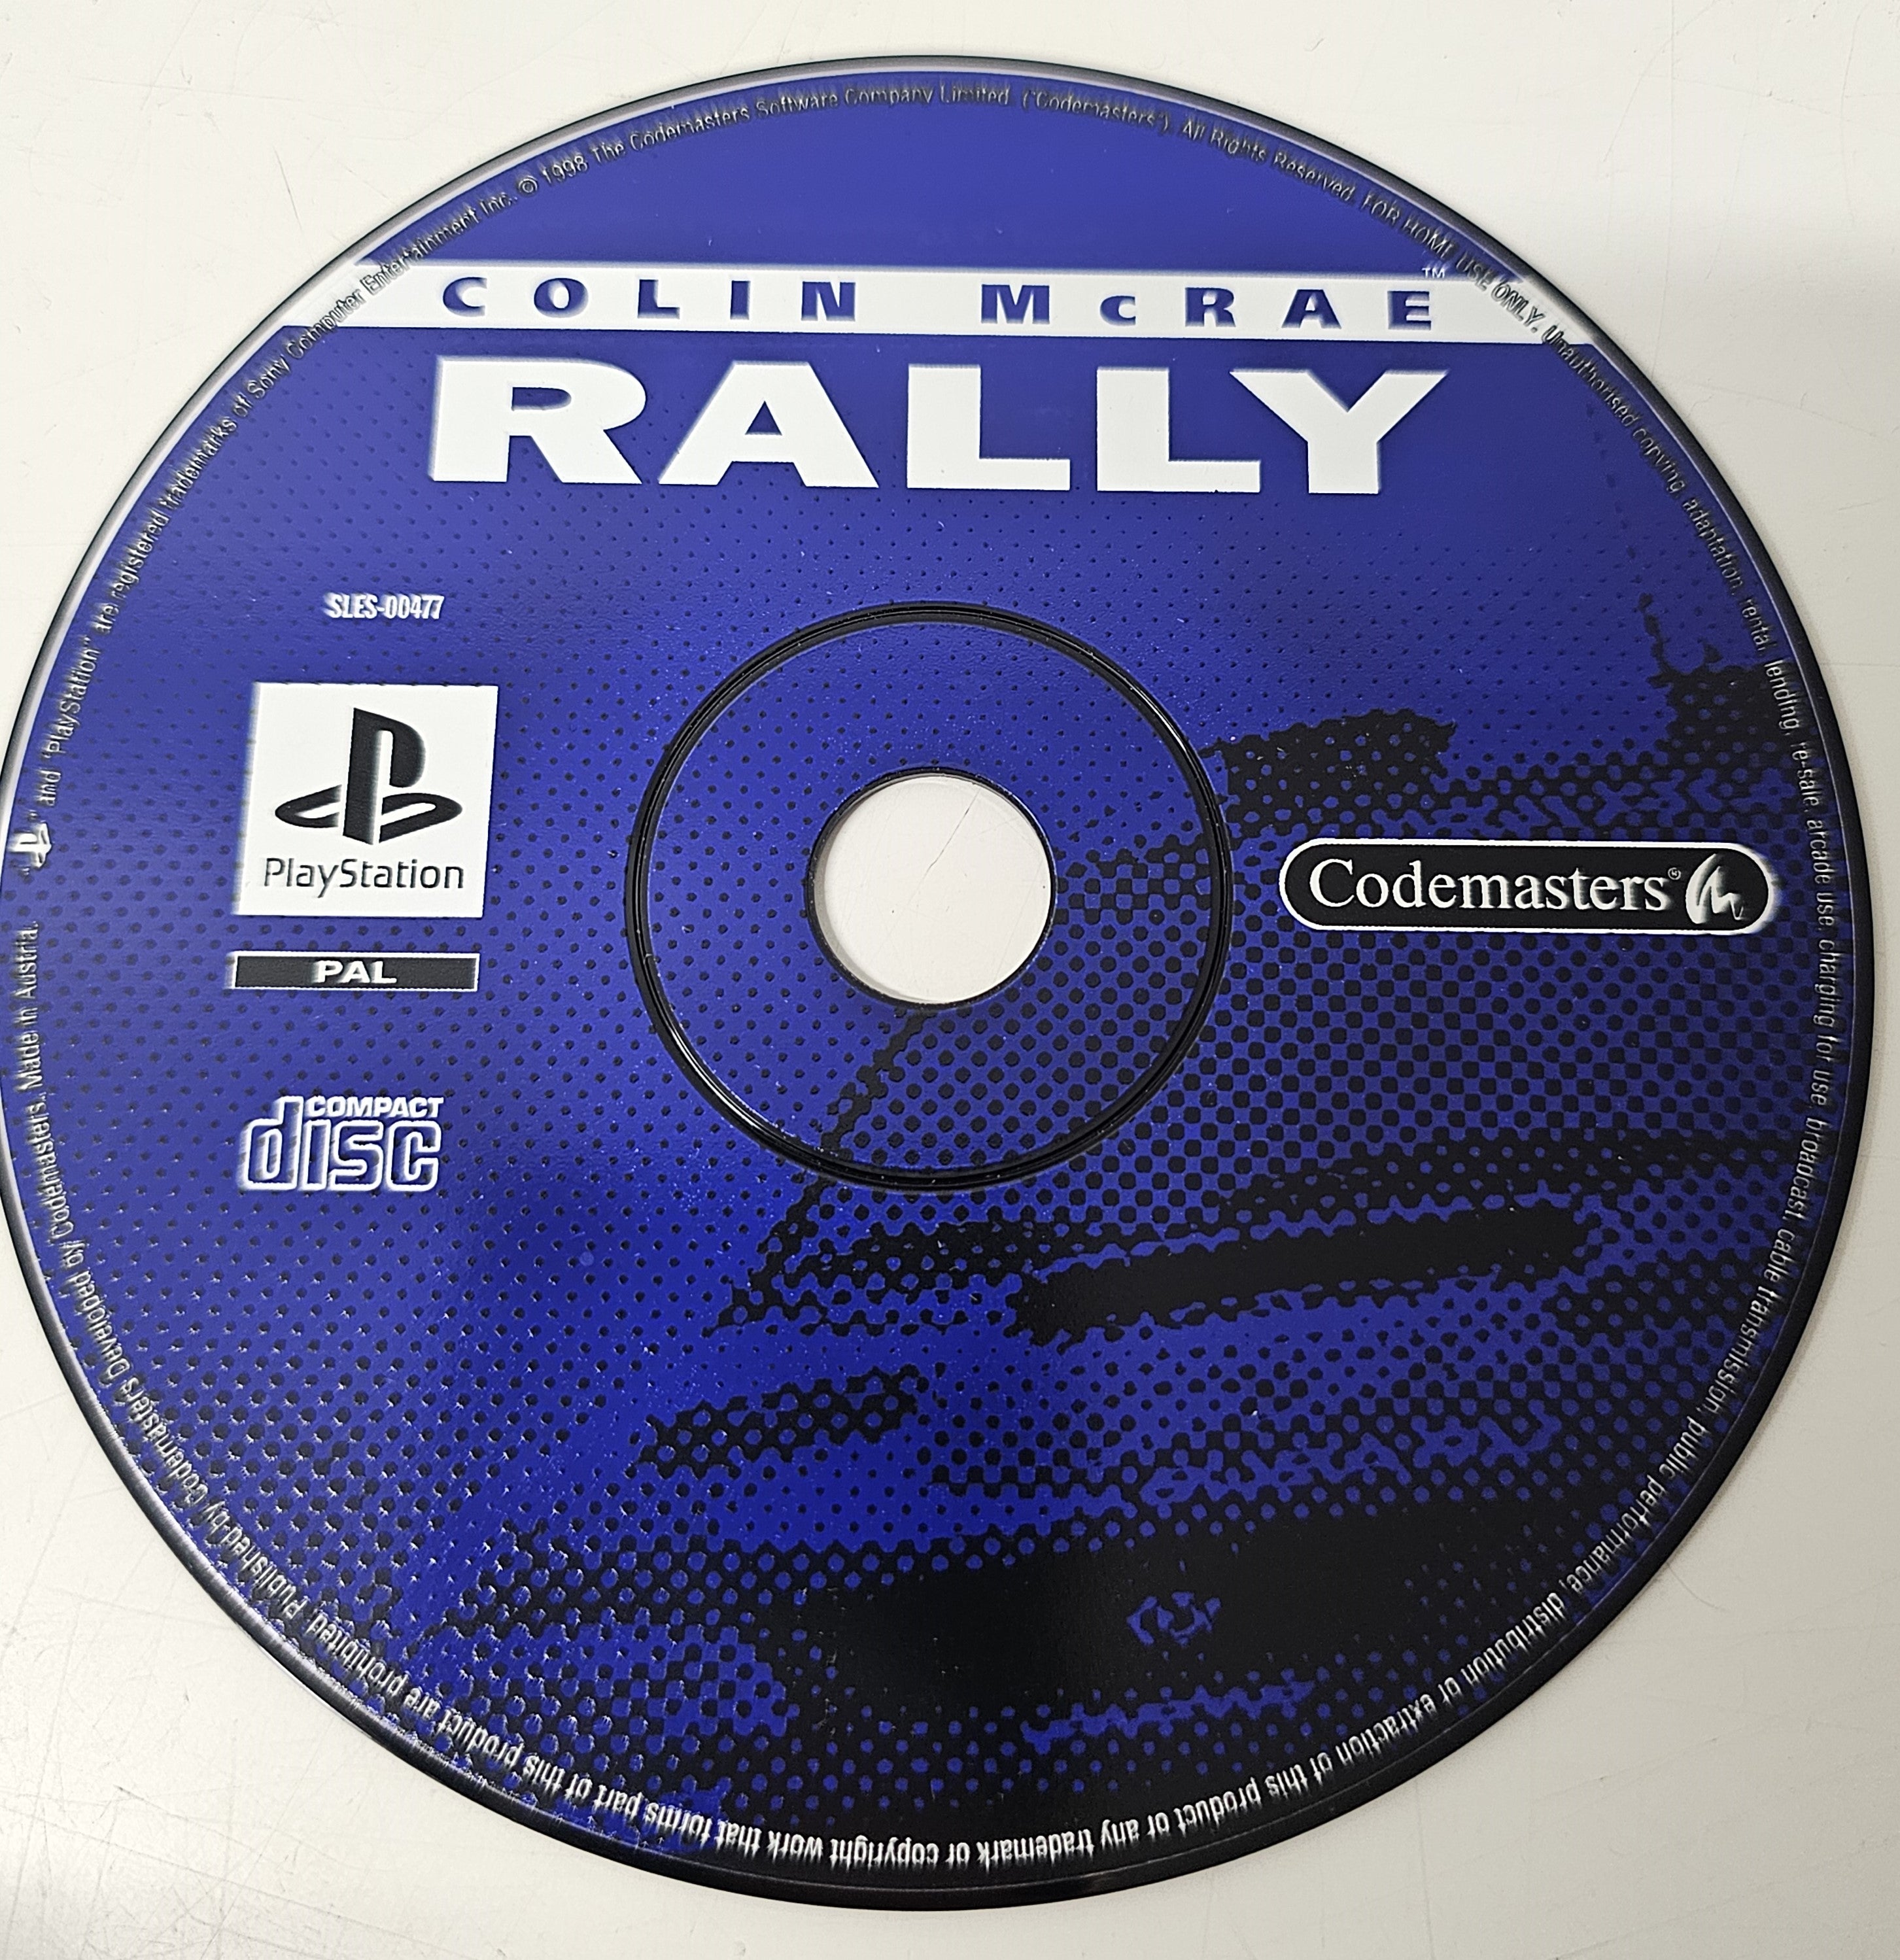 COLIN McRAE™
RALLY
SLES-00477
PlayStation
PAL
COMPACT
disc
Codemasters®
"and "PlayStation" are registered trademarks of Sony Computer Entertainment Inc. © 1998 The Codemasters Software Company Limited. ("Codemasters"). All Rights Reserved. FOR HOME USE ONLY. Unauthorised copying, adaptation, rental, lending, re-sale, arcade use, charging for use, broadcast, cable transmission, public performance, distribution or extraction of this product or any trademark or copyright work that forms part of this product are prohibited. Published by Codemasters. Developed by Codemasters. Made in Austria.